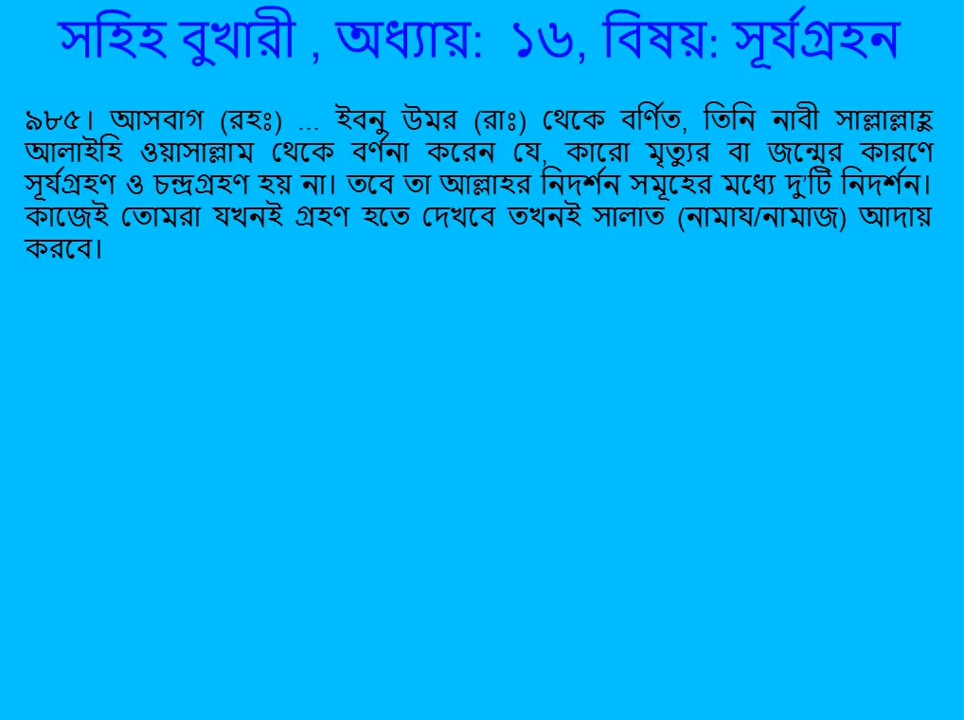 সহিহ বুখারী , অধ্যায়: ১৬, বিষয়: সূর্যগ্রহন
৯৮৫। আসবাগ (রহঃ) ... ইবনু উমর (রাঃ) থেকে বর্ণিত, তিনি নাবী সাল্লাল্লাহু
আলাইহি ওয়াসাল্লাম থেকে বর্ণনা করেন যে, কারো মৃত্যুর বা জন্মের কারণে
সূর্যগ্রহণ ও চন্দ্রগ্রহণ হয় না। তবে তা আল্লাহর নিদর্শন সমূহের মধ্যে দু’টি নিদর্শন।
কাজেই তোমরা যখনই গ্রহণ হতে দেখবে তখনই সালাত (নামায/নামাজ) আদায়
করবে।